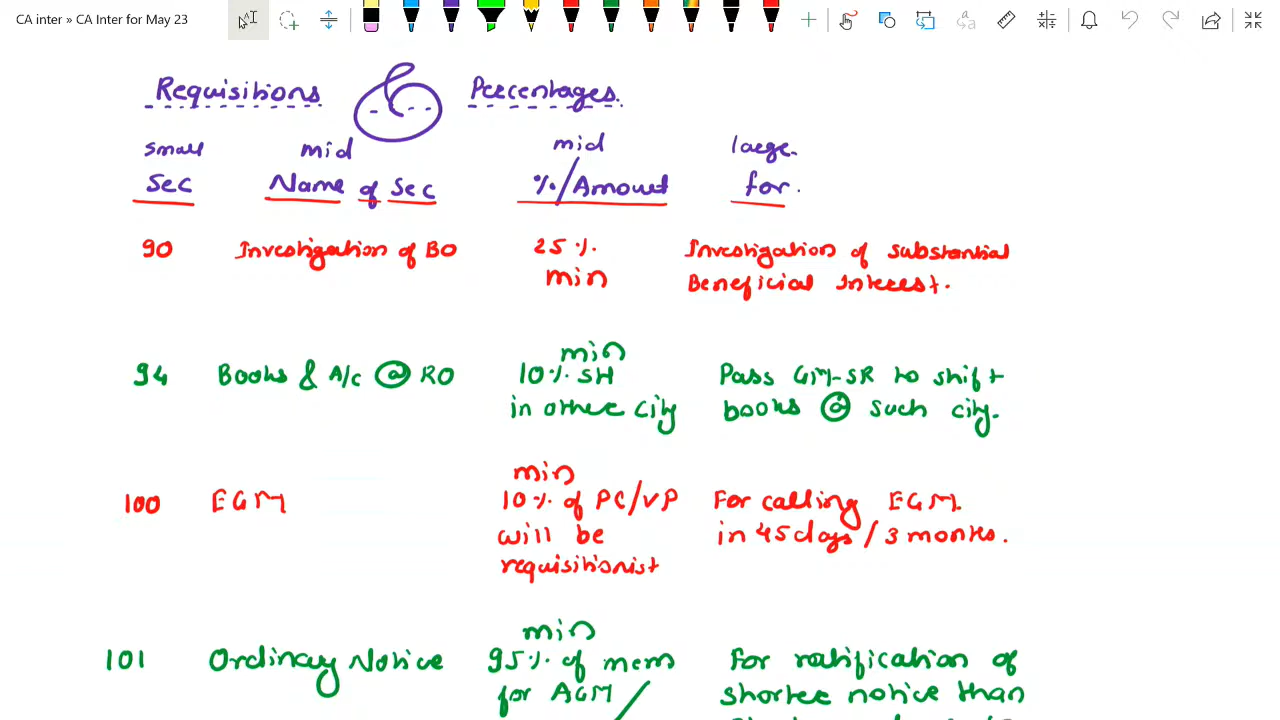 CA inter » CA Inter for May 23
Requisitions & Percentages.
small mid mid large.
Sec Name of Sec %/Amount for.
90 Investigation of BO 25% Investigation of substantial
min Beneficial Interest.
min
94 Books & A/c @ RO 10% SH Pass GM-SR to shift
in other city books @ such city.
min
100 EGM 10% of PC/VP For calling EGM
will be in 45 days / 3 months.
requisitionist
min
101 Ordinary Notice 95% of mem For ratification of
for AGM / shorter notice than